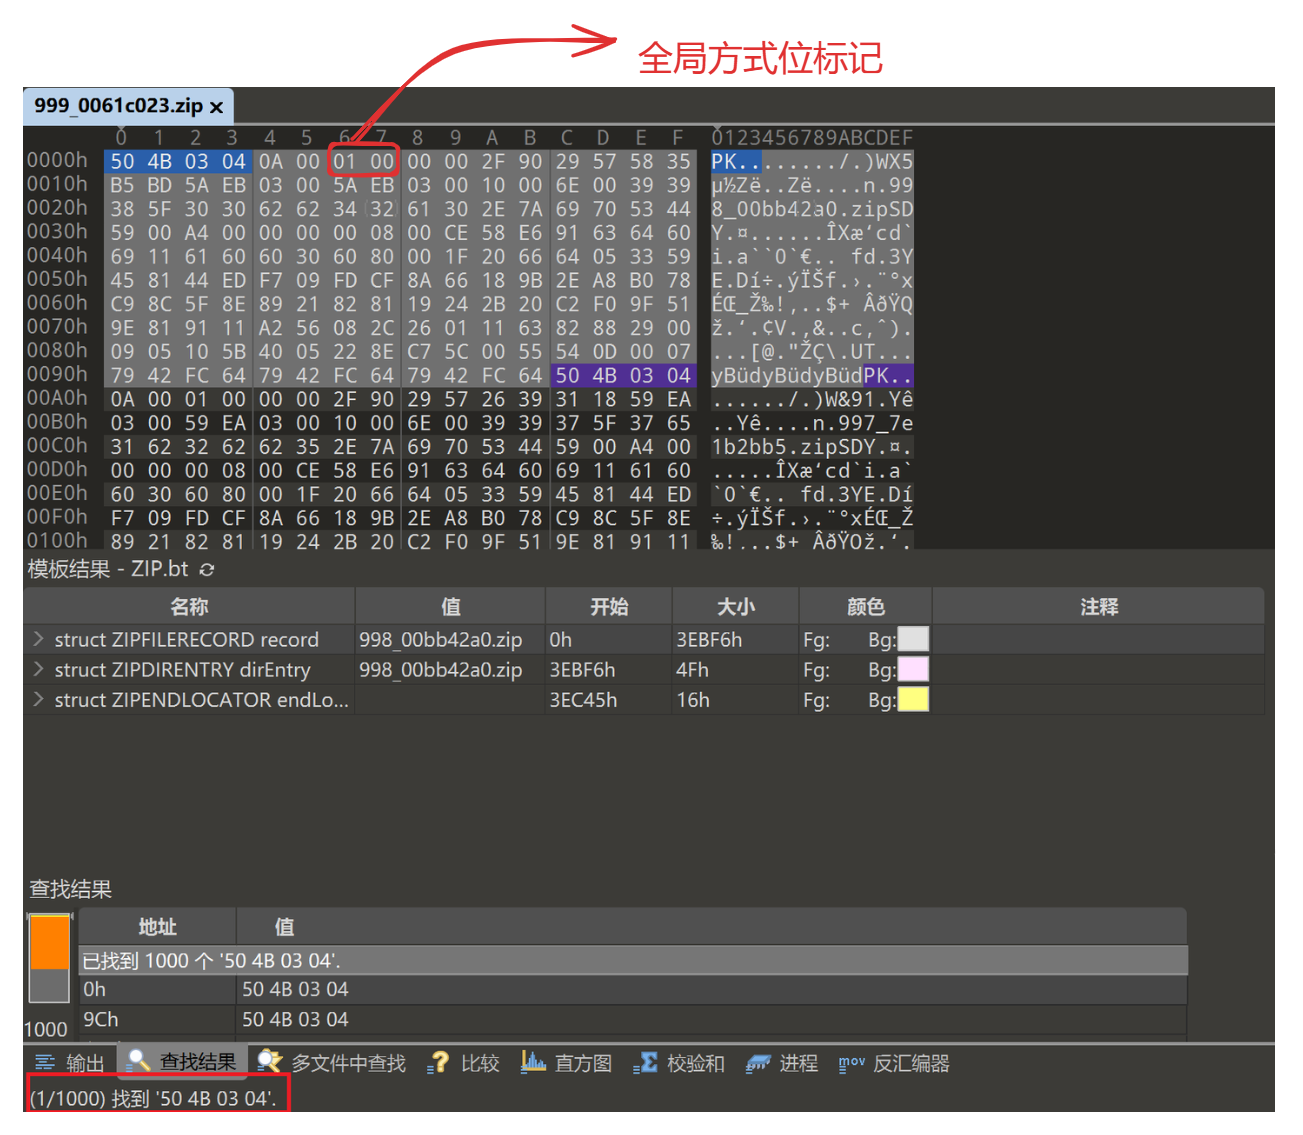 全局方式位标记
999_0061c023.zip ×
0 1 2 3 4 5 6 7 8 9 A B C D E F 0123456789ABCDEF
0000h 50 4B 03 04 0A 00 01 00 00 00 2F 90 29 57 58 35 PK......../.)WX5
0010h B5 BD 5A EB 03 00 5A EB 03 00 10 00 6E 00 39 39 µ½Zë..Zë....n.99
0020h 38 5F 30 30 62 62 34 32 61 30 2E 7A 69 70 53 44 8_00bb42a0.zipSD
0030h 59 00 A4 00 00 00 00 00 08 00 CE 58 E6 91 63 64 60 Y.¤.......ÎXæ‘cd`
0040h 69 11 61 60 60 30 60 80 00 1F 20 66 64 05 33 59 i.a``0`€.. fd.3Y
0050h 45 81 44 ED F7 09 FD CF 8A 66 18 9B 2E A8 B0 78 E.Dí÷.ýÏŠf.›.¨°x
0060h C9 8C 5F 8E 89 21 82 81 19 24 2B 20 C2 F0 9F 51 ÉŒ_Ž‰!‚..$+ ÂðŸQ
0070h 9E 81 91 11 A2 56 08 2C 26 01 11 63 82 88 29 00 ž.‘.¢V.,&..c‚ˆ).
0080h 09 05 10 5B 40 05 22 8E C7 5C 00 55 54 0D 00 07 ...[@."ŽÇ\.UT...
0090h 79 42 FC 64 79 42 FC 64 79 42 FC 64 50 4B 03 04 yBüdyBüdyBüdPK..
00A0h 0A 00 01 00 00 00 2F 90 29 57 26 39 31 18 59 EA ....../.)W&91.Yê
00B0h 03 00 59 EA 03 00 10 00 6E 00 39 39 37 5F 37 65 ..Yê....n.997_7e
00C0h 31 62 32 62 62 35 2E 7A 69 70 53 44 59 00 A4 00 1b2bb5.zipSDY.¤.
00D0h 00 00 00 08 00 CE 58 E6 91 63 64 60 69 11 61 60 .....ÎXæ‘cd`i.a`
00E0h 60 30 60 80 00 1F 20 66 64 05 33 59 45 81 44 ED `0`€.. fd.3YE.Dí
00F0h F7 09 FD CF 8A 66 18 9B 2E A8 B0 78 C9 8C 5F 8E ÷.ýÏŠf.›.¨°xÉŒ_Ž
0100h 89 21 82 81 19 24 2B 20 C2 F0 9F 51 9E 81 91 11 ‰!‚..$+ ÂðŸQž.‘.
模板结果 - ZIP.bt
名称 值 开始 大小 颜色 注释
struct ZIPFILERECORD record 998_00bb42a0.zip 0h 3EBF6h Fg: Bg:
struct ZIPDIRENTRY dirEntry 998_00bb42a0.zip 3EBF6h 4Fh Fg: Bg:
struct ZIPENDLOCATOR endLo... 3EC45h 16h Fg: Bg:
查找结果
地址 值
已找到 1000 个 '50 4B 03 04'.
0h 50 4B 03 04
9Ch 50 4B 03 04
1000
输出 查找结果 多文件中查找 比较 直方图 校验和 进程 mov 反汇编器
(1/1000) 找到 '50 4B 03 04'.